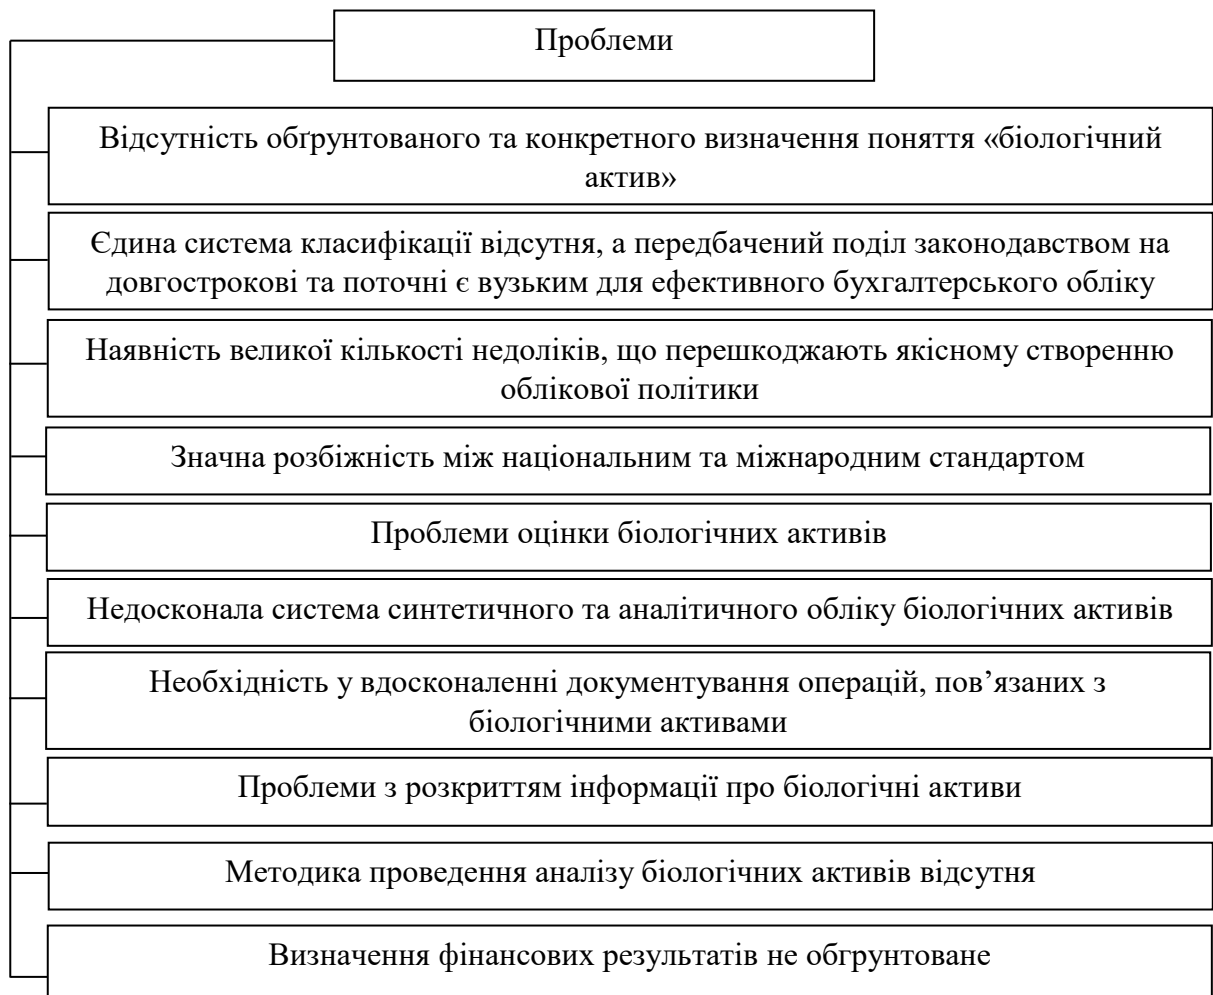 Проблеми
Відсутність обґрунтованого та конкретного визначення поняття «біологічний
актив»
Єдина система класифікації відсутня, а передбачений поділ законодавством на
довгострокові та поточні є вузьким для ефективного бухгалтерського обліку
Наявність великої кількості недоліків, що перешкоджають якісному створенню
облікової політики
Значна розбіжність між національним та міжнародним стандартом
Проблеми оцінки біологічних активів
Недосконала система синтетичного та аналітичного обліку біологічних активів
Необхідність у вдосконаленні документування операцій, пов’язаних з
біологічними активами
Проблеми з розкриттям інформації про біологічні активи
Методика проведення аналізу біологічних активів відсутня
Визначення фінансових результатів не обгрунтоване